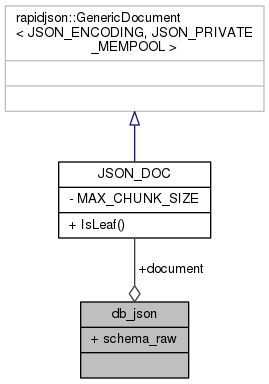 rapidjson::GenericDocument
< JSON_ENCODING, JSON_PRIVATE
_MEMPOOL >
JSON_DOC
- MAX_CHUNK_SIZE
+ IsLeaf()
+document
db_json
+ schema_raw